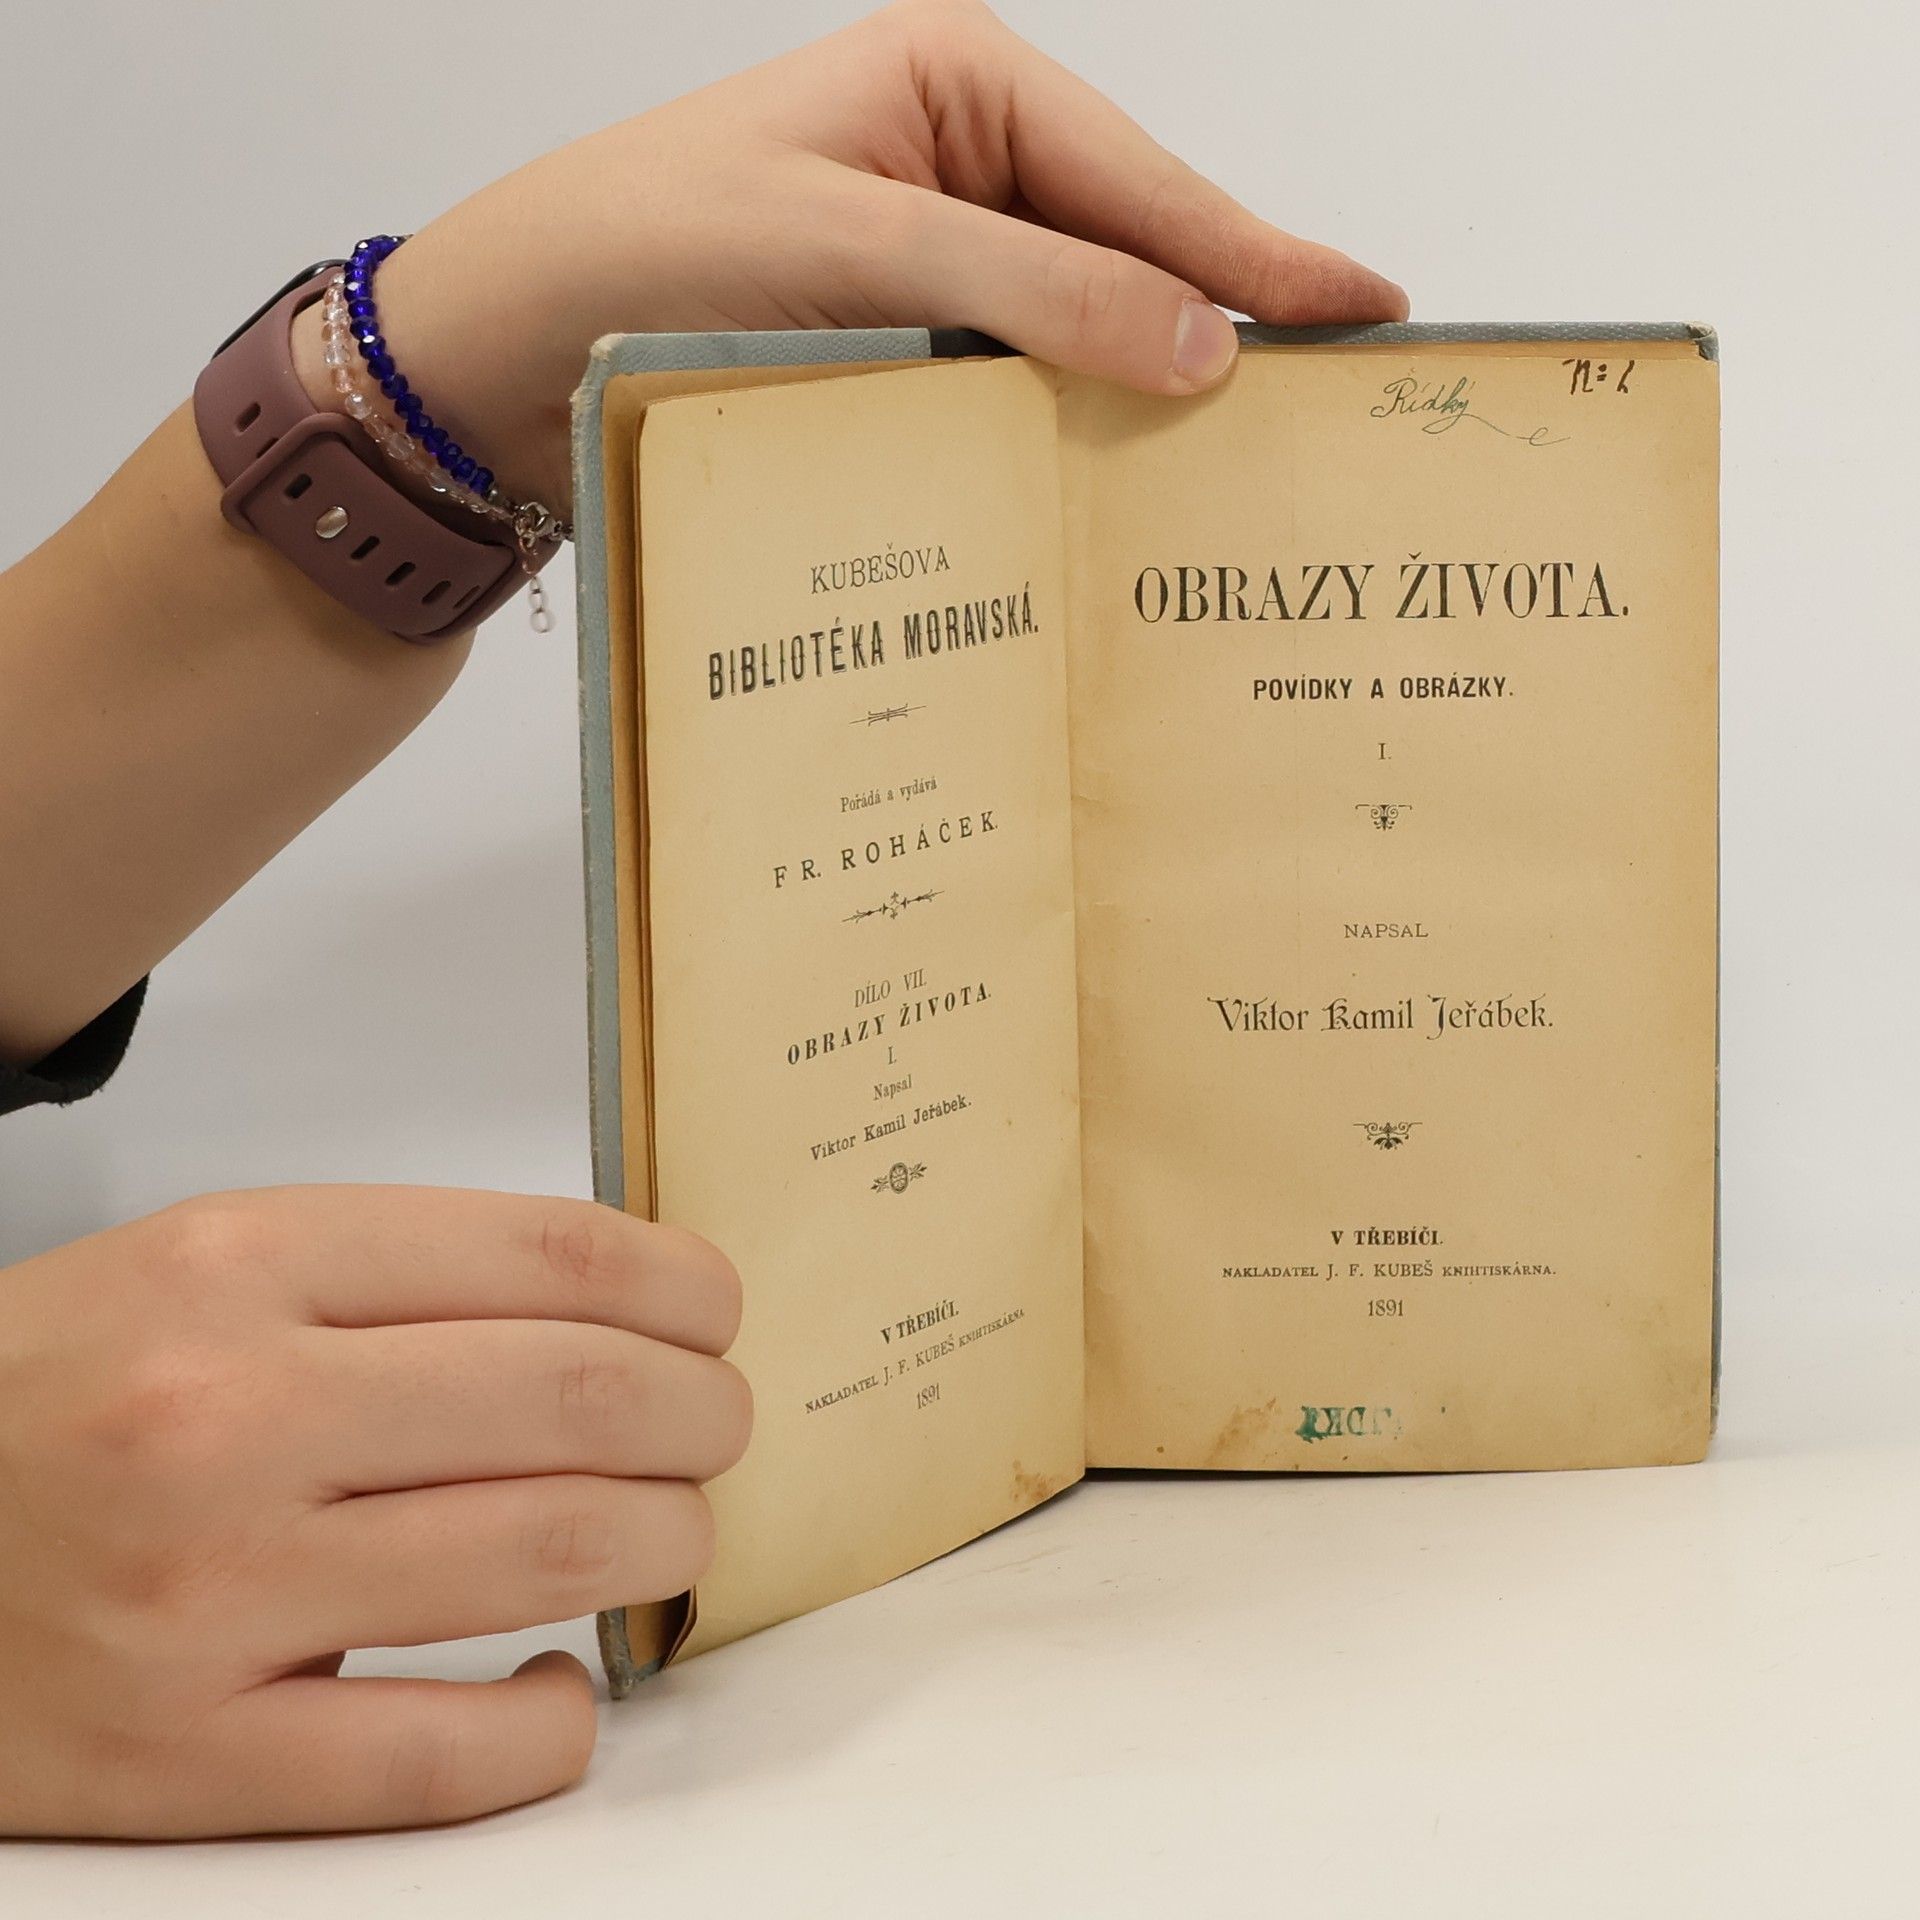 KUBEŠOVA
BIBLIOTÉKA MORAVSKÁ.
Pořádá a vydává
FR. ROHÁČEK.
DÍLO VII.
OBRAZY ŽIVOTA.
I.
Napsal
Viktor Kamil Jeřábek.
V TŘEBÍČI.
NAKLADATEL J. F. KUBEŠ KNIHTISKÁRNA.
1891
Řídký
OBRAZY ŽIVOTA.
POVÍDKY A OBRÁZKY.
I.
NAPSAL
Viktor Kamil Jeřábek.
V TŘEBÍČI.
NAKLADATEL J. F. KUBEŠ KNIHTISKÁRNA.
1891